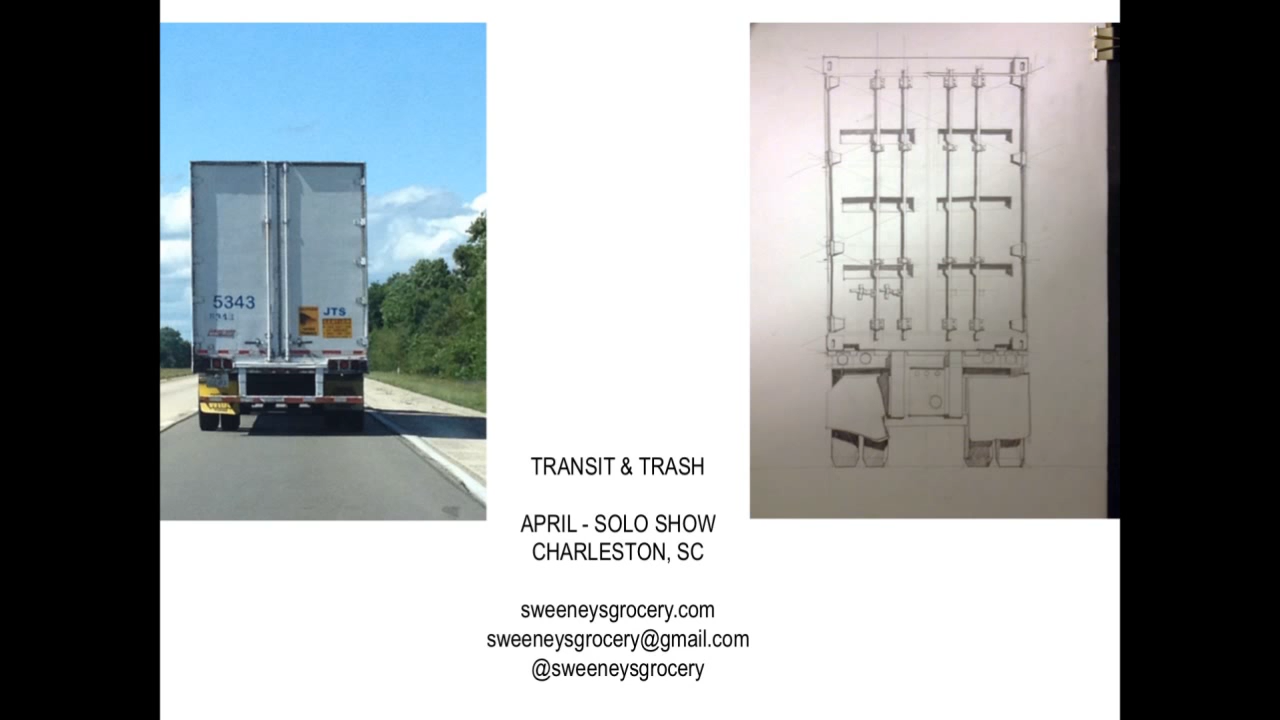 5343
JTS
TRANSIT & TRASH
APRIL - SOLO SHOW
CHARLESTON, SC
sweeneysgrocery.com
sweeneysgrocery@gmail.com
@sweeneysgrocery